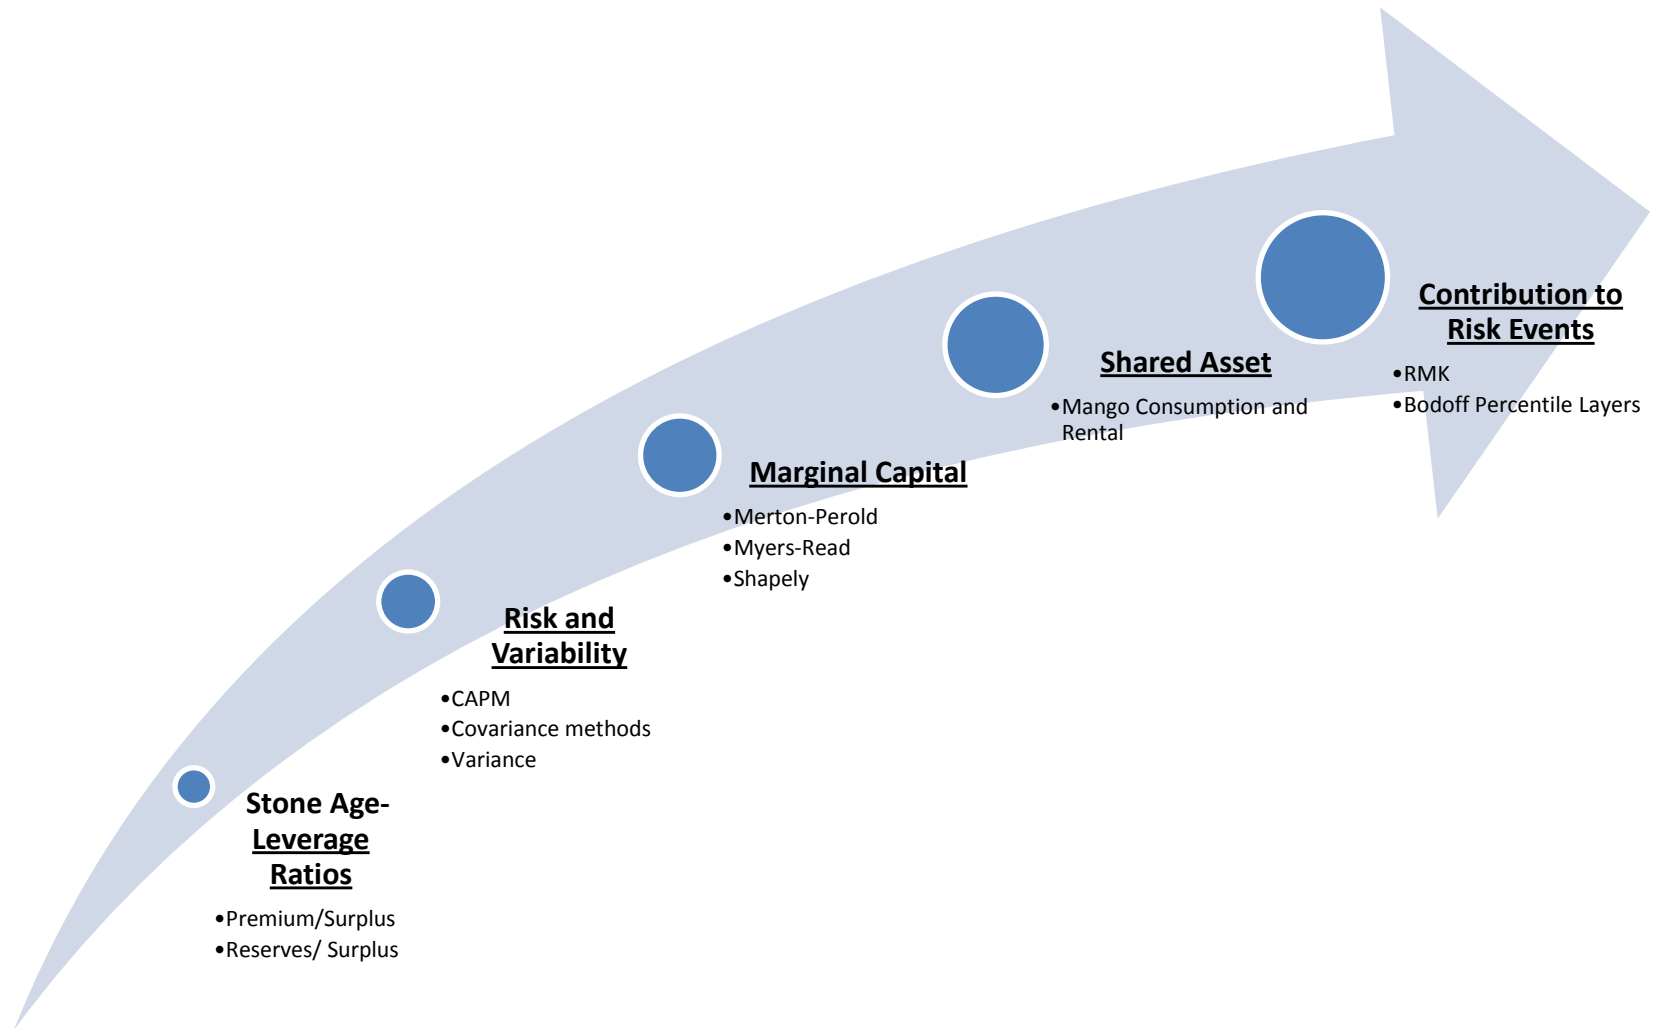 Stone Age-
Leverage
Ratios
•Premium/Surplus
•Reserves/ Surplus
Risk and
Variability
•CAPM
•Covariance methods
•Variance
Marginal Capital
•Merton-Perold
•Myers-Read
•Shapely
Shared Asset
•Mango Consumption and
Rental
Contribution to
Risk Events
•RMK
•Bodoff Percentile Layers